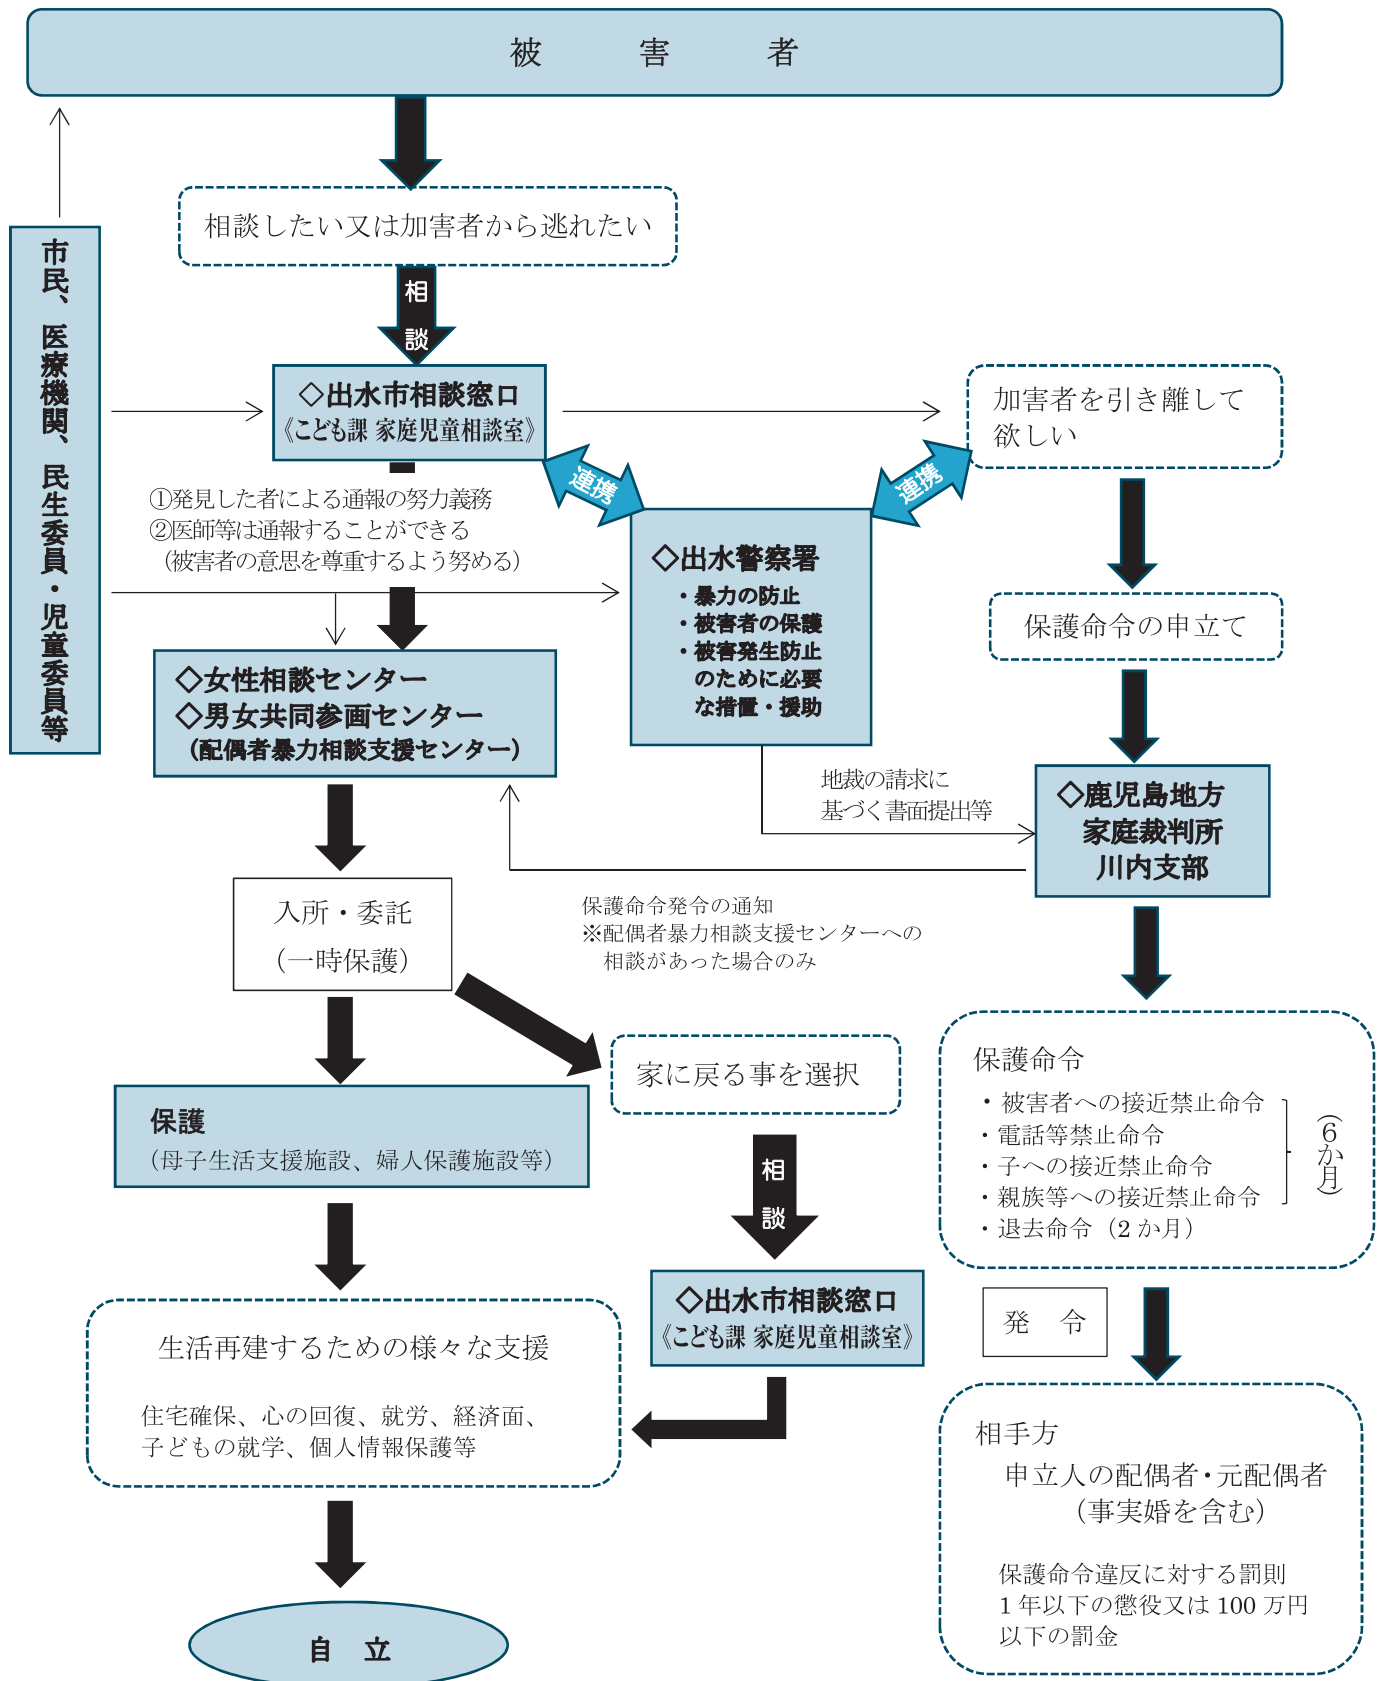 被害者
相談したい又は加害者から逃れたい
市民、医療機関、民生委員・児童委員等
相談
◇出水市相談窓口
《こども課 家庭児童相談室》
加害者を引き離して
欲しい
連携
連携
①発見した者による通報の努力義務
②医師等は通報することができる
（被害者の意思を尊重するよう努める）
◇出水警察署
・暴力の防止
・被害者の保護
・被害発生防止
のために必要
な措置・援助
保護命令の申立て
◇女性相談センター
◇男女共同参画センター
（配偶者暴力相談支援センター）
地裁の請求に
基づく書面提出等
◇鹿児島地方
家庭裁判所
川内支部
入所・委託
（一時保護）
保護命令発令の通知
※配偶者暴力相談支援センターへの
相談があった場合のみ
家に戻る事を選択
保護命令
・被害者への接近禁止命令
・電話等禁止命令
・子への接近禁止命令
・親族等への接近禁止命令
（６か月）
・退去命令（2 か月）
保護
（母子生活支援施設、婦人保護施設等）
相談
◇出水市相談窓口
《こども課 家庭児童相談室》
発　令
生活再建するための様々な支援
住宅確保、心の回復、就労、経済面、
子どもの就学、個人情報保護等
相手方
申立人の配偶者・元配偶者
（事実婚を含む）
保護命令違反に対する罰則
1 年以下の懲役又は 100 万円
以下の罰金
自　立